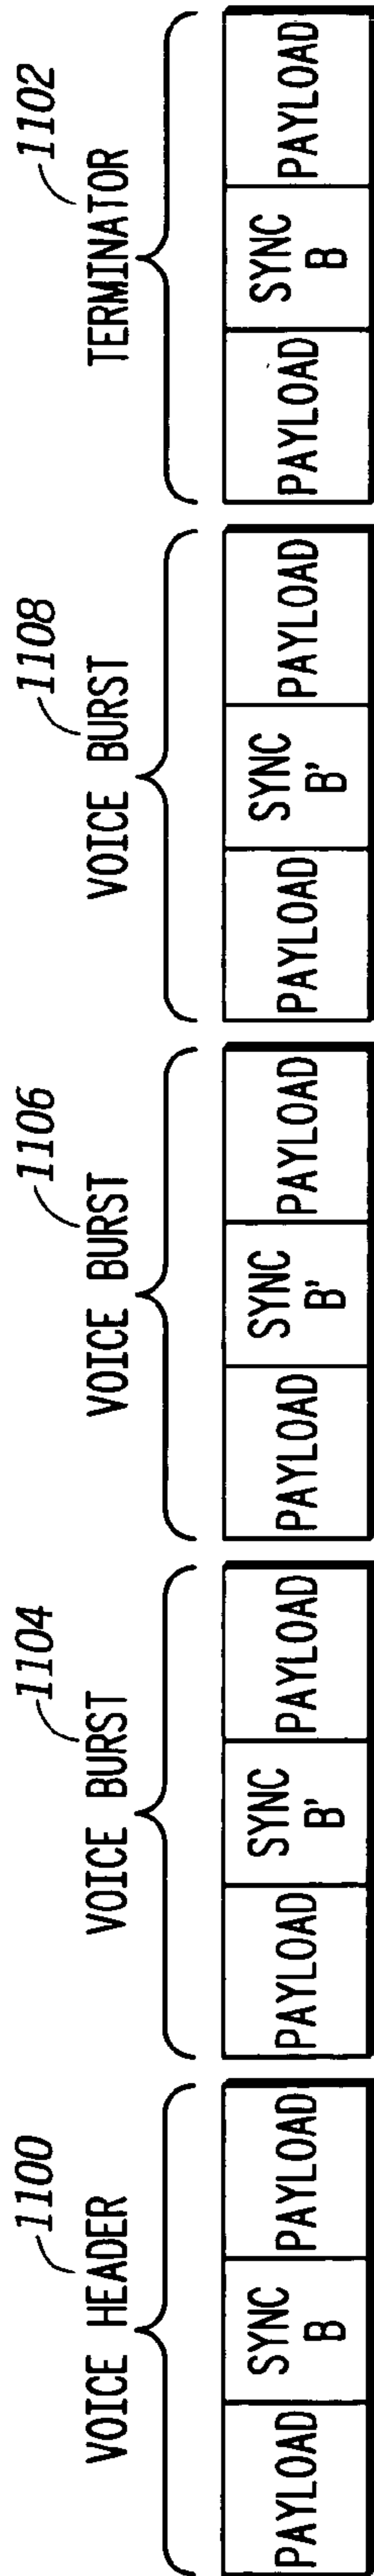 1100
VOICE HEADER
PAYLOAD
SYNC
B
PAYLOAD
1104
VOICE BURST
PAYLOAD
SYNC
B'
PAYLOAD
1106
VOICE BURST
PAYLOAD
SYNC
B'
PAYLOAD
1108
VOICE BURST
PAYLOAD
SYNC
B'
PAYLOAD
1102
TERMINATOR
PAYLOAD
SYNC
B
PAYLOAD